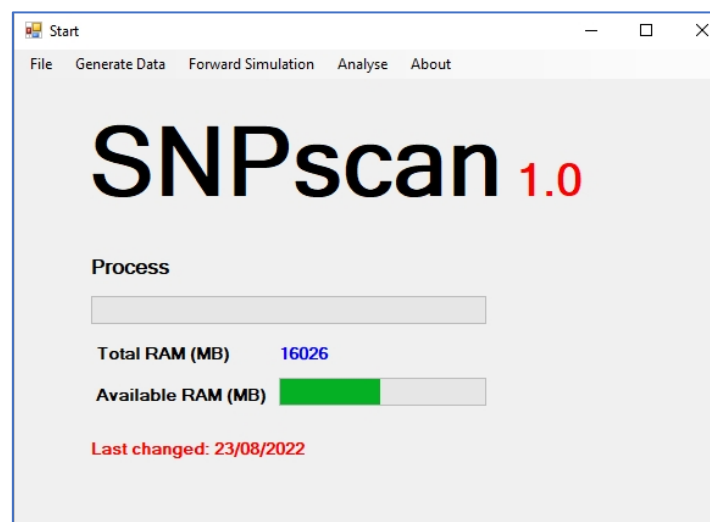 Start
File Generate Data Forward Simulation Analyse About
SNPscan 1.0
Process
Total RAM (MB) 16026
Available RAM (MB)
Last changed: 23/08/2022